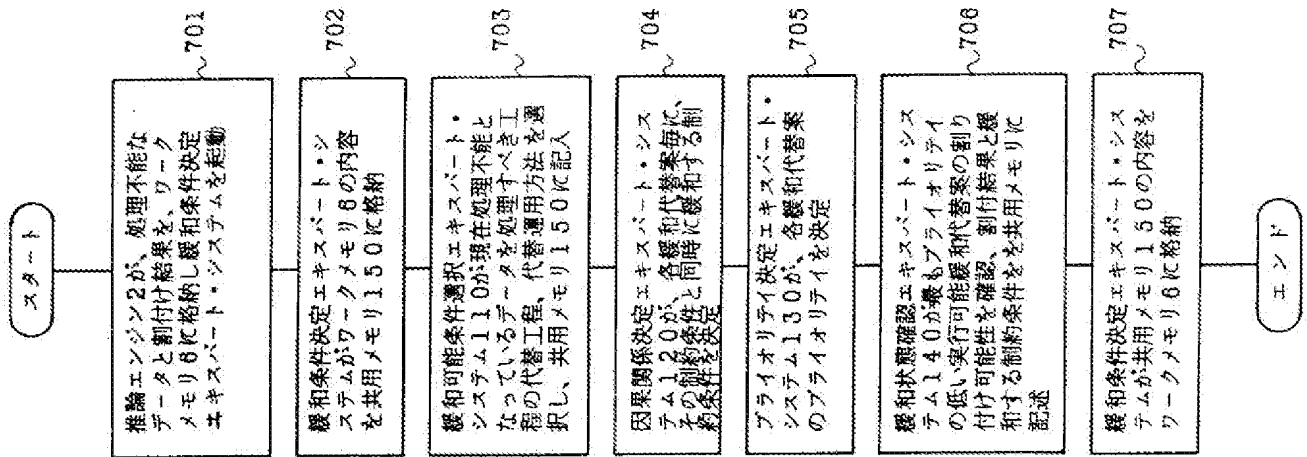 スタート
701
推論エンジン2が、処理不能な
データと割付け結果を、ワーク
メモリ6に格納し緩和条件決定
エキスパート・システムを起動
702
緩和条件決定エキスパート・シ
ステムがワークメモリ6の内容
を共用メモリ150に格納
703
緩和可能条件選択エキスパート・
システム110が現在処理不能と
なっているデータを処理すべき工
程の代替工程、代替運用方法を選
択し、共用メモリ150に記入
704
因果関係決定エキスパート・シス
テム120が、各緩和代替案毎に、
その制約条件と同時に緩和する制
約条件を決定
705
プライオリティ決定エキスパート・
システム130が、各緩和代替案
のプライオリティを決定
706
緩和状態確認エキスパート・シス
テム140が最もプライオリティ
の低い実行可能緩和代替案の割り
付け可能性を確認、割付結果と緩
和する制約条件をを共用メモリに
記述
707
緩和条件決定エキスパート・シス
テムが共用メモリ150の内容を
ワークメモリ6に格納
エンド